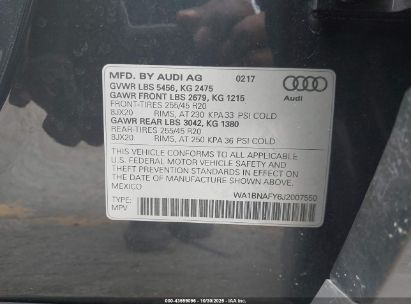 MFD. BY AUDI AG 0217
GVWR LBS 5456, KG 2475
GAWR FRONT LBS 2679, KG 1215
FRONT-TIRES 255/45 R20
8JX20 RIMS, AT 230 KPA 33 PSI COLD
GAWR REAR LBS 3042, KG 1380
REAR-TIRES 255/45 R20
8JX20 RIMS, AT 250 KPA 36 PSI COLD
Audi
THIS VEHICLE CONFORMS TO ALL APPLICABLE
U.S. FEDERAL MOTOR VEHICLE SAFETY AND
THEFT PREVENTION STANDARDS IN EFFECT ON
THE DATE OF MANUFACTURE SHOWN ABOVE.
MEXICO
WA1BNAFY6J2007550
TYPE:
MPV
10/30/2025